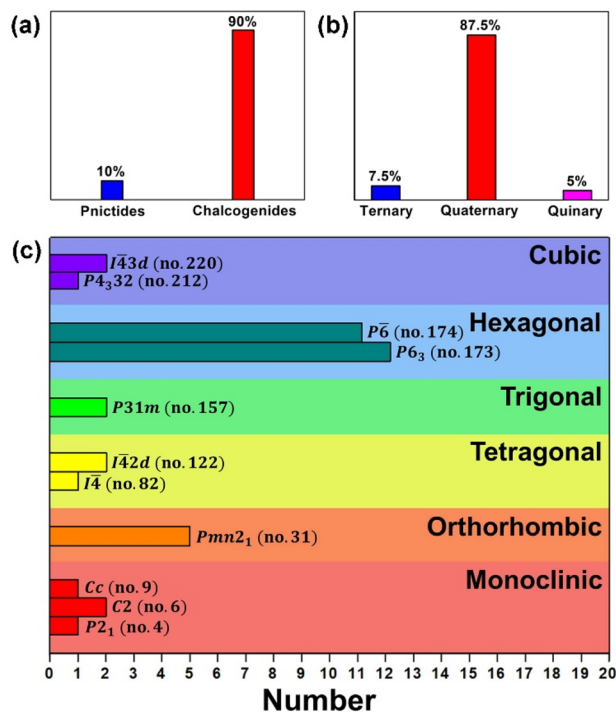 (a)
90%
10%
Pnictides Chalcogenides
(b)
87.5%
7.5%
5%
Ternary Quaternary Quinary
(c)
Cubic
I4̅3d (no. 220)
P4₃32 (no. 212)
Hexagonal
P6̅ (no. 174)
P6₃ (no. 173)
Trigonal
P31m (no. 157)
Tetragonal
I4̅2d (no. 122)
I4̅ (no. 82)
Orthorhombic
Pmn2₁ (no. 31)
Monoclinic
Cc (no. 9)
C2 (no. 6)
P2₁ (no. 4)
0 1 2 3 4 5 6 7 8 9 10 11 12 13 14 15 16 17 18 19 20
Number